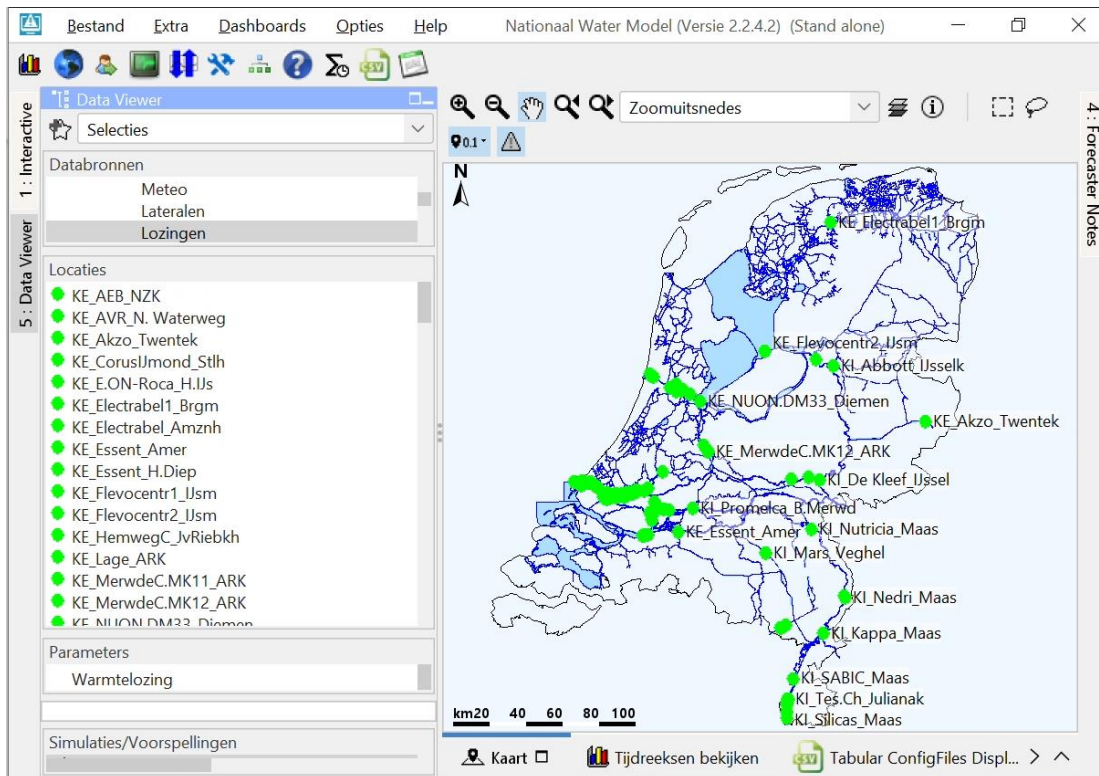 Bestand Extra Dashboards Opties Help Nationaal Water Model (Versie 2.2.4.2) (Stand alone)
CSV
1 : Interactive
5 : Data Viewer
Data Viewer
Selecties
Databronnen
Meteo
Lateralen
Lozingen
Locaties
KE_AEB_NZK
KE_AVR_N. Waterweg
KE_Akzo_Twentek
KE_CorusIJmond_Stlh
KE_E.ON-Roca_H.IJs
KE_Electrabel1_Brgm
KE_Electrabel_Amznh
KE_Essent_Amer
KE_Essent_H.Diep
KE_Flevocentr1_IJsm
KE_Flevocentr2_IJsm
KE_HemwegC_JvRiebkh
KE_Lage_ARK
KE_MerwdeC.MK11_ARK
KE_MerwdeC.MK12_ARK
KE_NUON.DM33_Diemen
Parameters
Warmtelozing
Simulaties/Voorspellingen
Zoomuitsnedes
0.1
4 : Forecaster Notes
N
KE_Electrabel1_Brgm
KE_Flevocentr2_IJsm
KI_Abbott_IJsselk
KE_NUON.DM33_Diemen
KE_Akzo_Twentek
KE_MerwdeC.MK12_ARK
KI_De Kleef_IJssel
KI_Promelca_B.Merwd
KE_Essent_Amer
KI_Nutricia_Maas
KI_Mars_Veghel
KI_Nedri_Maas
KI_Kappa_Maas
KI_SABIC_Maas
KI_Tes.Ch_Julianak
KI_Silicas_Maas
km20 40 60 80 100
Kaart Tijdreeksen bekijken CSV Tabular ConfigFiles Displ...